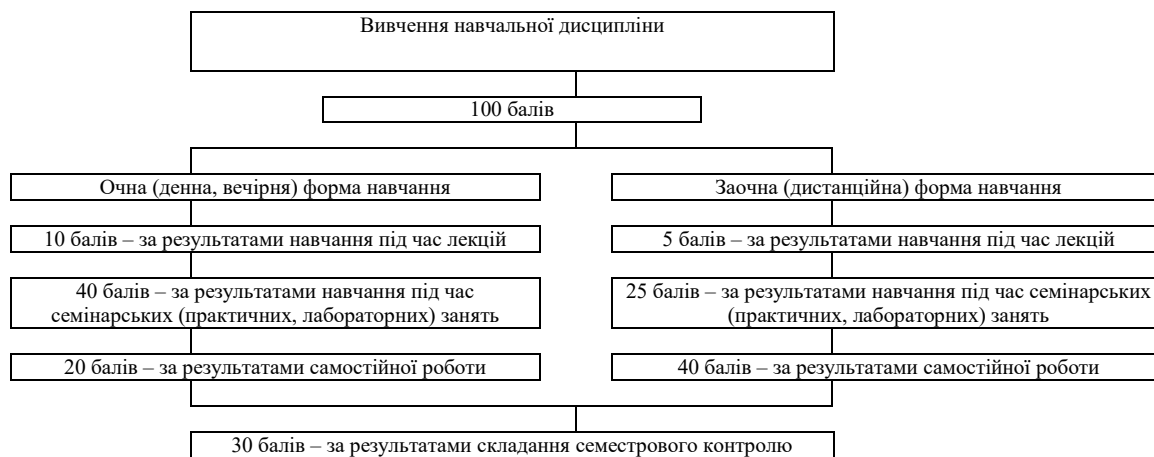 Вивчення навчальної дисципліни
100 балів
Очна (денна, вечірня) форма навчання
Заочна (дистанційна) форма навчання
10 балів – за результатами навчання під час лекцій
5 балів – за результатами навчання під час лекцій
40 балів – за результатами навчання під час
семінарських (практичних, лабораторних) занять
25 балів – за результатами навчання під час семінарських
(практичних, лабораторних) занять
20 балів – за результатами самостійної роботи
40 балів – за результатами самостійної роботи
30 балів – за результатами складання семестрового контролю